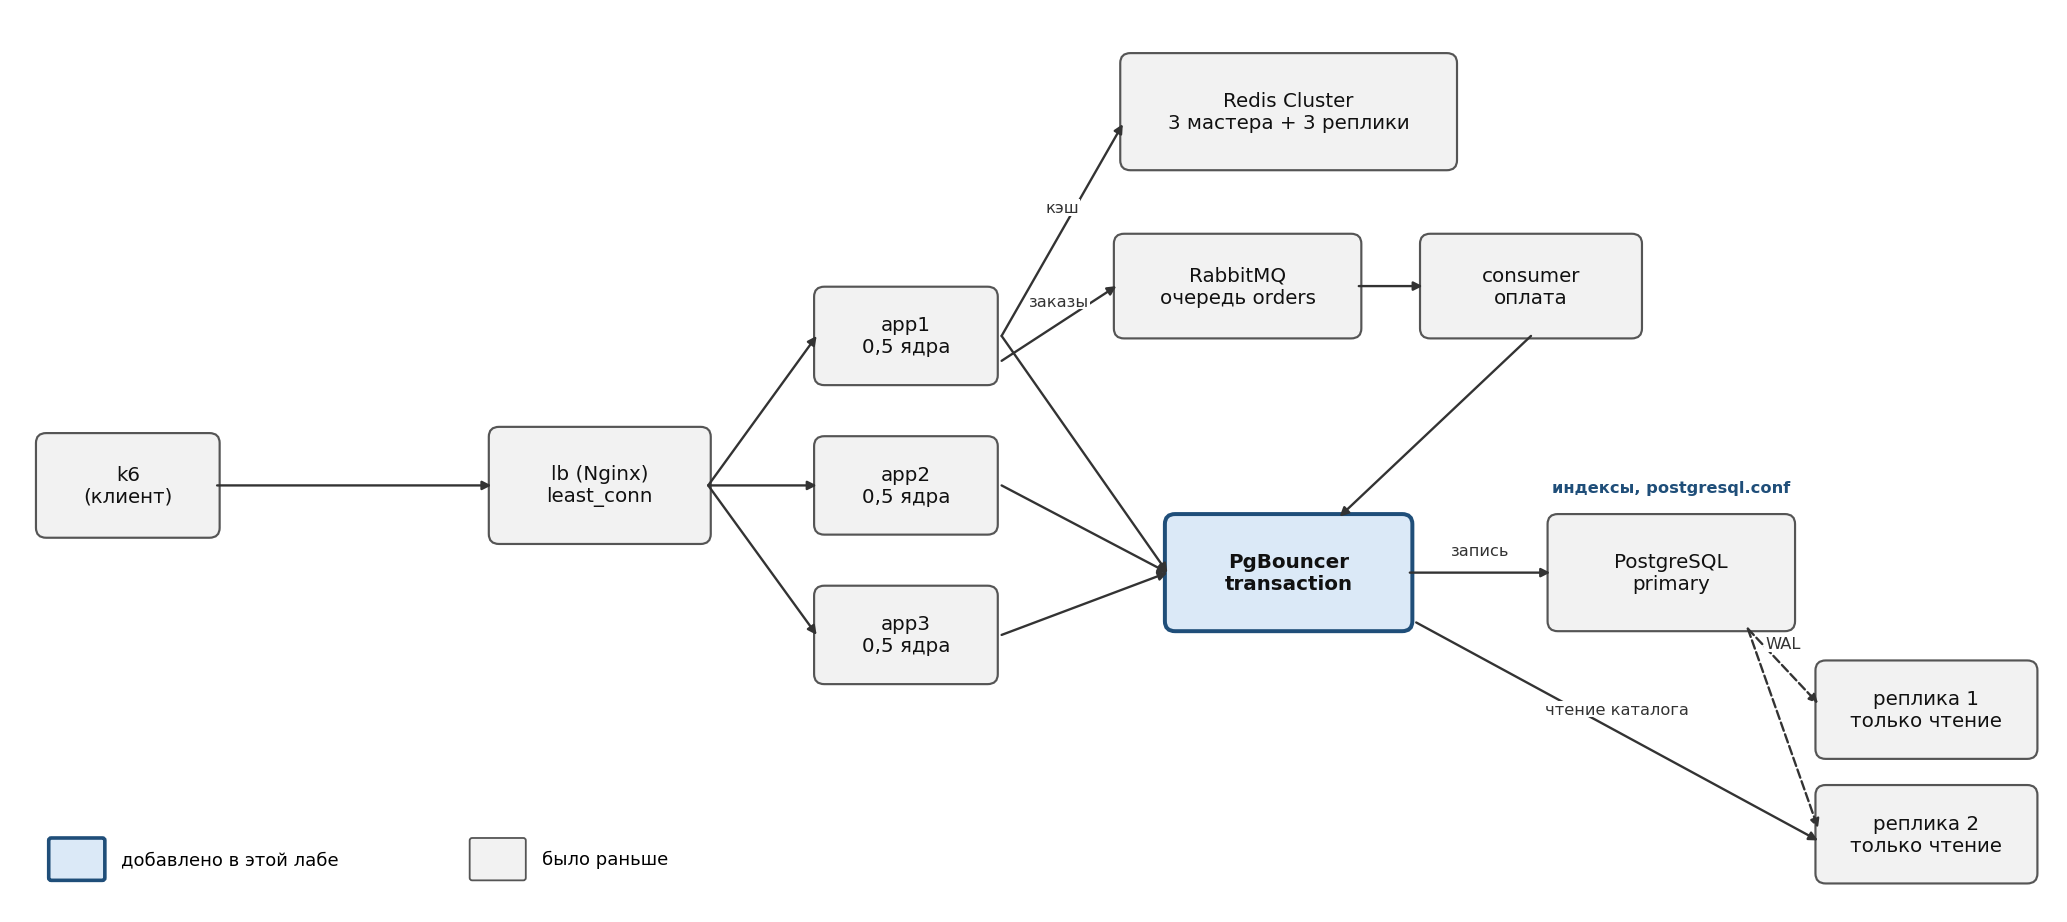 Redis Cluster
3 мастера + 3 реплики
кэш
RabbitMQ
очередь orders
consumer
оплата
заказы
app1
0,5 ядра
k6
(клиент)
lb (Nginx)
least_conn
app2
0,5 ядра
индексы, postgresql.conf
PgBouncer
transaction
запись
PostgreSQL
primary
app3
0,5 ядра
WAL
чтение каталога
реплика 1
только чтение
реплика 2
только чтение
добавлено в этой лабе
было раньше